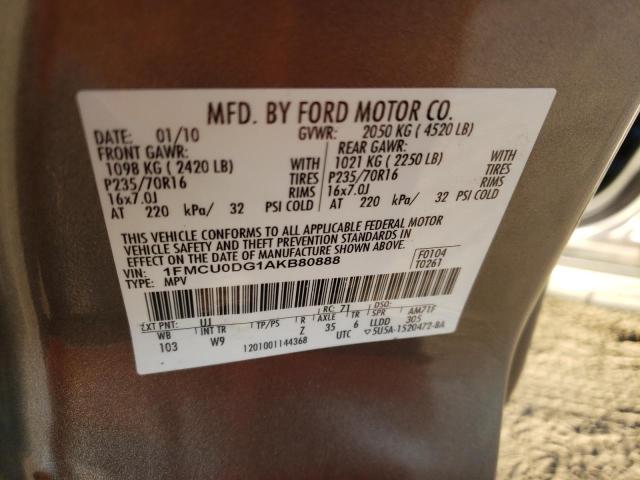 MFD. BY FORD MOTOR CO.
DATE: 01/10 GVWR: 2050 KG ( 4520 LB)
FRONT GAWR: REAR GAWR:
1098 KG ( 2420 LB) WITH 1021 KG ( 2250 LB) WITH
P235/70R16 TIRES P235/70R16 TIRES
16x7.0J RIMS 16x7.0J RIMS
AT 220 kPa/ 32 PSI COLD AT 220 kPa/ 32 PSI COLD
THIS VEHICLE CONFORMS TO ALL APPLICABLE FEDERAL MOTOR
VEHICLE SAFETY AND THEFT PREVENTION STANDARDS IN
EFFECT ON THE DATE OF MANUFACTURE SHOWN ABOVE.
VIN: 1FMCU0DG1AKB80888 F0104
TYPE: MPV T0261
EXT PNT: UJ RC: 71 DSO:
WB INT TR TP/PS R AXLE TR SPR AM71F
103 W9 Z 35 6 LLDD 305
1201001144368 UTC ▽5U5A-1520472-BA